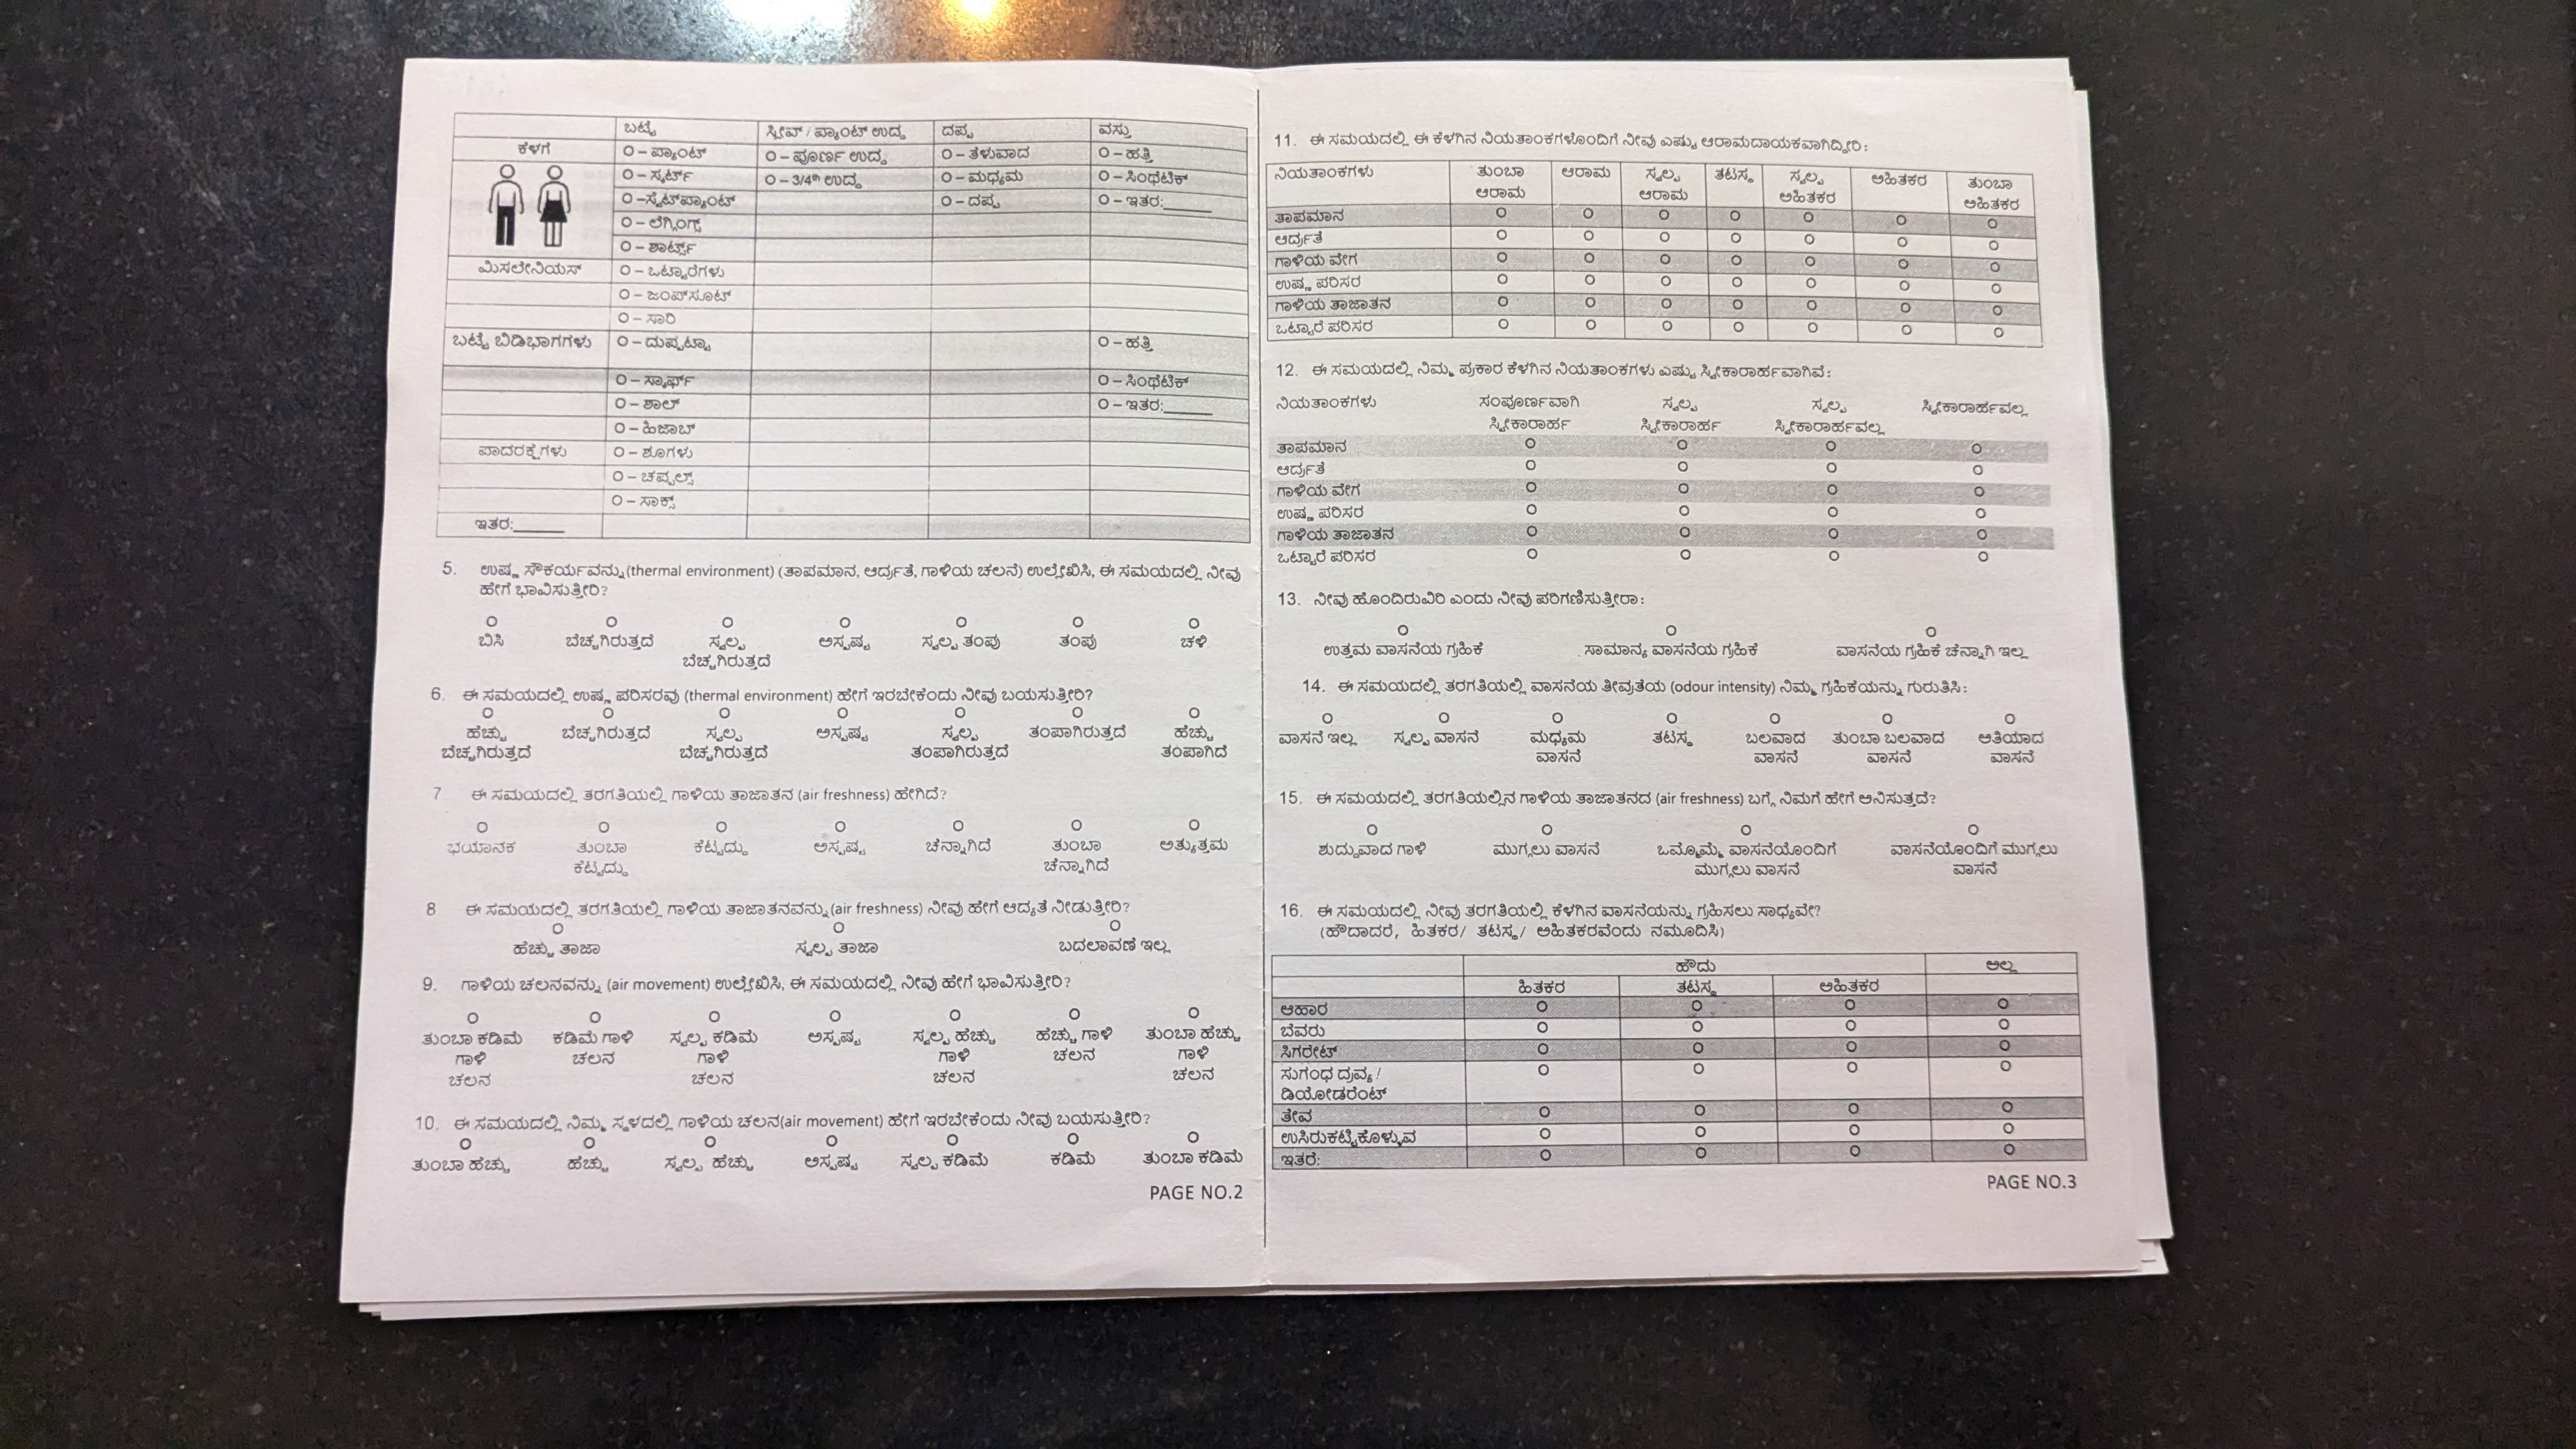 ಬಟ್ಟೆ ಸ್ಲೀವ್ / ಪ್ಯಾಂಟ್ ಉದ್ದ ದಪ್ಪ ವಸ್ತು
ಕೆಳಗೆ O – ಪ್ಯಾಂಟ್ O – ಪೂರ್ಣ ಉದ್ದ O – ತೆಳುವಾದ O – ಹತ್ತಿ
O – ಸ್ಕರ್ಟ್ O – 3/4th ಉದ್ದ O – ಮಧ್ಯಮ O – ಸಿಂಥೆಟಿಕ್
O –ಸ್ವೆಟ್‌ಪ್ಯಾಂಟ್ O – ದಪ್ಪ O – ಇತರ:______
O – ಲೆಗ್ಗಿಂಗ್ಸ್
O – ಶಾರ್ಟ್ಸ್
ಮಿಸಲೇನಿಯಸ್ O – ಒಟ್ಟಾರೆಗಳು
O – ಜಂಪ್‌ಸೂಟ್
O – ಸಾರಿ
ಬಟ್ಟೆ ಬಿಡಿಭಾಗಗಳು O – ದುಪ್ಪಟ್ಟಾ O – ಹತ್ತಿ
O – ಸ್ಕಾರ್ಫ್ O – ಸಿಂಥೆಟಿಕ್
O – ಶಾಲ್ O – ಇತರ:______
O – ಹಿಜಾಬ್
ಪಾದರಕ್ಷೆಗಳು O – ಶೂಗಳು
O – ಚಪ್ಪಲ್ಸ್
O – ಸಾಕ್ಸ್
ಇತರ:______
5. ಉಷ್ಣ ಸೌಕರ್ಯವನ್ನು (thermal environment) (ತಾಪಮಾನ, ಆರ್ದ್ರತೆ, ಗಾಳಿಯ ಚಲನೆ) ಉಲ್ಲೇಖಿಸಿ, ಈ ಸಮಯದಲ್ಲಿ ನೀವು
ಹೇಗೆ ಭಾವಿಸುತ್ತೀರಿ?
O O O O O O O
ಬಿಸಿ ಬೆಚ್ಚಗಿರುತ್ತದೆ ಸ್ವಲ್ಪ ಅಸ್ಪಷ್ಟ ಸ್ವಲ್ಪ ತಂಪು ತಂಪು ಚಳಿ
ಬೆಚ್ಚಗಿರುತ್ತದೆ
6. ಈ ಸಮಯದಲ್ಲಿ ಉಷ್ಣ ಪರಿಸರವು (thermal environment) ಹೇಗೆ ಇರಬೇಕೆಂದು ನೀವು ಬಯಸುತ್ತೀರಿ?
O O O O O O O
ಹೆಚ್ಚು ಬೆಚ್ಚಗಿರುತ್ತದೆ ಸ್ವಲ್ಪ ಅಸ್ಪಷ್ಟ ಸ್ವಲ್ಪ ತಂಪಾಗಿರುತ್ತದೆ ಹೆಚ್ಚು
ಬೆಚ್ಚಗಿರುತ್ತದೆ ಬೆಚ್ಚಗಿರುತ್ತದೆ ತಂಪಾಗಿರುತ್ತದೆ ತಂಪಾಗಿದೆ
7 ಈ ಸಮಯದಲ್ಲಿ ತರಗತಿಯಲ್ಲಿ ಗಾಳಿಯ ತಾಜಾತನ (air freshness) ಹೇಗಿದೆ?
O O O O O O O
ಭಯಾನಕ ತುಂಬಾ ಕೆಟ್ಟದ್ದು ಅಸ್ಪಷ್ಟ ಚೆನ್ನಾಗಿದೆ ತುಂಬಾ ಅತ್ಯುತ್ತಮ
ಕೆಟ್ಟದ್ದು ಚೆನ್ನಾಗಿದೆ
8 ಈ ಸಮಯದಲ್ಲಿ ತರಗತಿಯಲ್ಲಿ ಗಾಳಿಯ ತಾಜಾತನವನ್ನು (air freshness) ನೀವು ಹೇಗೆ ಆದ್ಯತೆ ನೀಡುತ್ತೀರಿ?
O O O
ಹೆಚ್ಚು ತಾಜಾ ಸ್ವಲ್ಪ ತಾಜಾ ಬದಲಾವಣೆ ಇಲ್ಲ
9. ಗಾಳಿಯ ಚಲನವನ್ನು (air movement) ಉಲ್ಲೇಖಿಸಿ, ಈ ಸಮಯದಲ್ಲಿ ನೀವು ಹೇಗೆ ಭಾವಿಸುತ್ತೀರಿ?
O O O O O O O
ತುಂಬಾ ಕಡಿಮೆ ಕಡಿಮೆ ಗಾಳಿ ಸ್ವಲ್ಪ ಕಡಿಮೆ ಅಸ್ಪಷ್ಟ ಸ್ವಲ್ಪ ಹೆಚ್ಚು ಹೆಚ್ಚು ಗಾಳಿ ತುಂಬಾ ಹೆಚ್ಚು
ಗಾಳಿ ಚಲನ ಗಾಳಿ ಗಾಳಿ ಚಲನ ಗಾಳಿ
ಚಲನ ಚಲನ ಚಲನ ಚಲನ
10. ಈ ಸಮಯದಲ್ಲಿ ನಿಮ್ಮ ಸ್ಥಳದಲ್ಲಿ ಗಾಳಿಯ ಚಲನ(air movement) ಹೇಗೆ ಇರಬೇಕೆಂದು ನೀವು ಬಯಸುತ್ತೀರಿ?
O O O O O O O
ತುಂಬಾ ಹೆಚ್ಚು ಹೆಚ್ಚು ಸ್ವಲ್ಪ ಹೆಚ್ಚು ಅಸ್ಪಷ್ಟ ಸ್ವಲ್ಪ ಕಡಿಮೆ ಕಡಿಮೆ ತುಂಬಾ ಕಡಿಮೆ
PAGE NO.2
11. ಈ ಸಮಯದಲ್ಲಿ ಈ ಕೆಳಗಿನ ನಿಯತಾಂಕಗಳೊಂದಿಗೆ ನೀವು ಎಷ್ಟು ಆರಾಮದಾಯಕವಾಗಿದ್ದೀರಿ:
ನಿಯತಾಂಕಗಳು ತುಂಬಾ ಆರಾಮ ಸ್ವಲ್ಪ ತಟಸ್ಥ ಸ್ವಲ್ಪ ಅಹಿತಕರ ತುಂಬಾ
ಆರಾಮ ಆರಾಮ ಅಹಿತಕರ ಅಹಿತಕರ
ತಾಪಮಾನ O O O O O O O
ಆರ್ದ್ರತೆ O O O O O O O
ಗಾಳಿಯ ವೇಗ O O O O O O O
ಉಷ್ಣ ಪರಿಸರ O O O O O O O
ಗಾಳಿಯ ತಾಜಾತನ O O O O O O O
ಒಟ್ಟಾರೆ ಪರಿಸರ O O O O O O O
12. ಈ ಸಮಯದಲ್ಲಿ ನಿಮ್ಮ ಪ್ರಕಾರ ಕೆಳಗಿನ ನಿಯತಾಂಕಗಳು ಎಷ್ಟು ಸ್ವೀಕಾರಾರ್ಹವಾಗಿವೆ:
ನಿಯತಾಂಕಗಳು ಸಂಪೂರ್ಣವಾಗಿ ಸ್ವಲ್ಪ ಸ್ವಲ್ಪ ಸ್ವೀಕಾರಾರ್ಹವಲ್ಲ
ಸ್ವೀಕಾರಾರ್ಹ ಸ್ವೀಕಾರಾರ್ಹ ಸ್ವೀಕಾರಾರ್ಹವಲ್ಲ
ತಾಪಮಾನ O O O O
ಆರ್ದ್ರತೆ O O O O
ಗಾಳಿಯ ವೇಗ O O O O
ಉಷ್ಣ ಪರಿಸರ O O O O
ಗಾಳಿಯ ತಾಜಾತನ O O O O
ಒಟ್ಟಾರೆ ಪರಿಸರ O O O O
13. ನೀವು ಹೊಂದಿರುವಿರಿ ಎಂದು ನೀವು ಪರಿಗಣಿಸುತ್ತೀರಾ:
O O O
ಉತ್ತಮ ವಾಸನೆಯ ಗ್ರಹಿಕೆ ಸಾಮಾನ್ಯ ವಾಸನೆಯ ಗ್ರಹಿಕೆ ವಾಸನೆಯ ಗ್ರಹಿಕೆ ಚೆನ್ನಾಗಿ ಇಲ್ಲ
14. ಈ ಸಮಯದಲ್ಲಿ ತರಗತಿಯಲ್ಲಿ ವಾಸನೆಯ ತೀವ್ರತೆಯ (odour intensity) ನಿಮ್ಮ ಗ್ರಹಿಕೆಯನ್ನು ಗುರುತಿಸಿ:
O O O O O O O
ವಾಸನೆ ಇಲ್ಲ ಸ್ವಲ್ಪ ವಾಸನೆ ಮಧ್ಯಮ ತಟಸ್ಥ ಬಲವಾದ ತುಂಬಾ ಬಲವಾದ ಅತಿಯಾದ
ವಾಸನೆ ವಾಸನೆ ವಾಸನೆ ವಾಸನೆ
15. ಈ ಸಮಯದಲ್ಲಿ ತರಗತಿಯಲ್ಲಿನ ಗಾಳಿಯ ತಾಜಾತನದ (air freshness) ಬಗ್ಗೆ ನಿಮಗೆ ಹೇಗೆ ಅನಿಸುತ್ತದೆ?
O O O O
ಶುದ್ಧವಾದ ಗಾಳಿ ಮುಗ್ಗಲು ವಾಸನೆ ಒಮ್ಮೊಮ್ಮೆ ವಾಸನೆಯೊಂದಿಗೆ ವಾಸನೆಯೊಂದಿಗೆ ಮುಗ್ಗಲು
ಮುಗ್ಗಲು ವಾಸನೆ ವಾಸನೆ
16. ಈ ಸಮಯದಲ್ಲಿ ನೀವು ತರಗತಿಯಲ್ಲಿ ಕೆಳಗಿನ ವಾಸನೆಯನ್ನು ಗ್ರಹಿಸಲು ಸಾಧ್ಯವೇ?
(ಹೌದಾದರೆ, ಹಿತಕರ/ ತಟಸ್ಥ/ ಅಹಿತಕರವೆಂದು ನಮೂದಿಸಿ)
ಹೌದು ಅಲ್ಲ
ಹಿತಕರ ತಟಸ್ಥ ಅಹಿತಕರ
ಆಹಾರ O O O O
ಬೆವರು O O O O
ಸಿಗರೇಟ್ O O O O
ಸುಗಂಧ ದ್ರವ್ಯ / O O O O
ಡಿಯೋಡರೆಂಟ್
ತೇವ O O O O
ಉಸಿರುಕಟ್ಟಿಕೊಳ್ಳುವ O O O O
ಇತರೆ: O O O O
PAGE NO.3